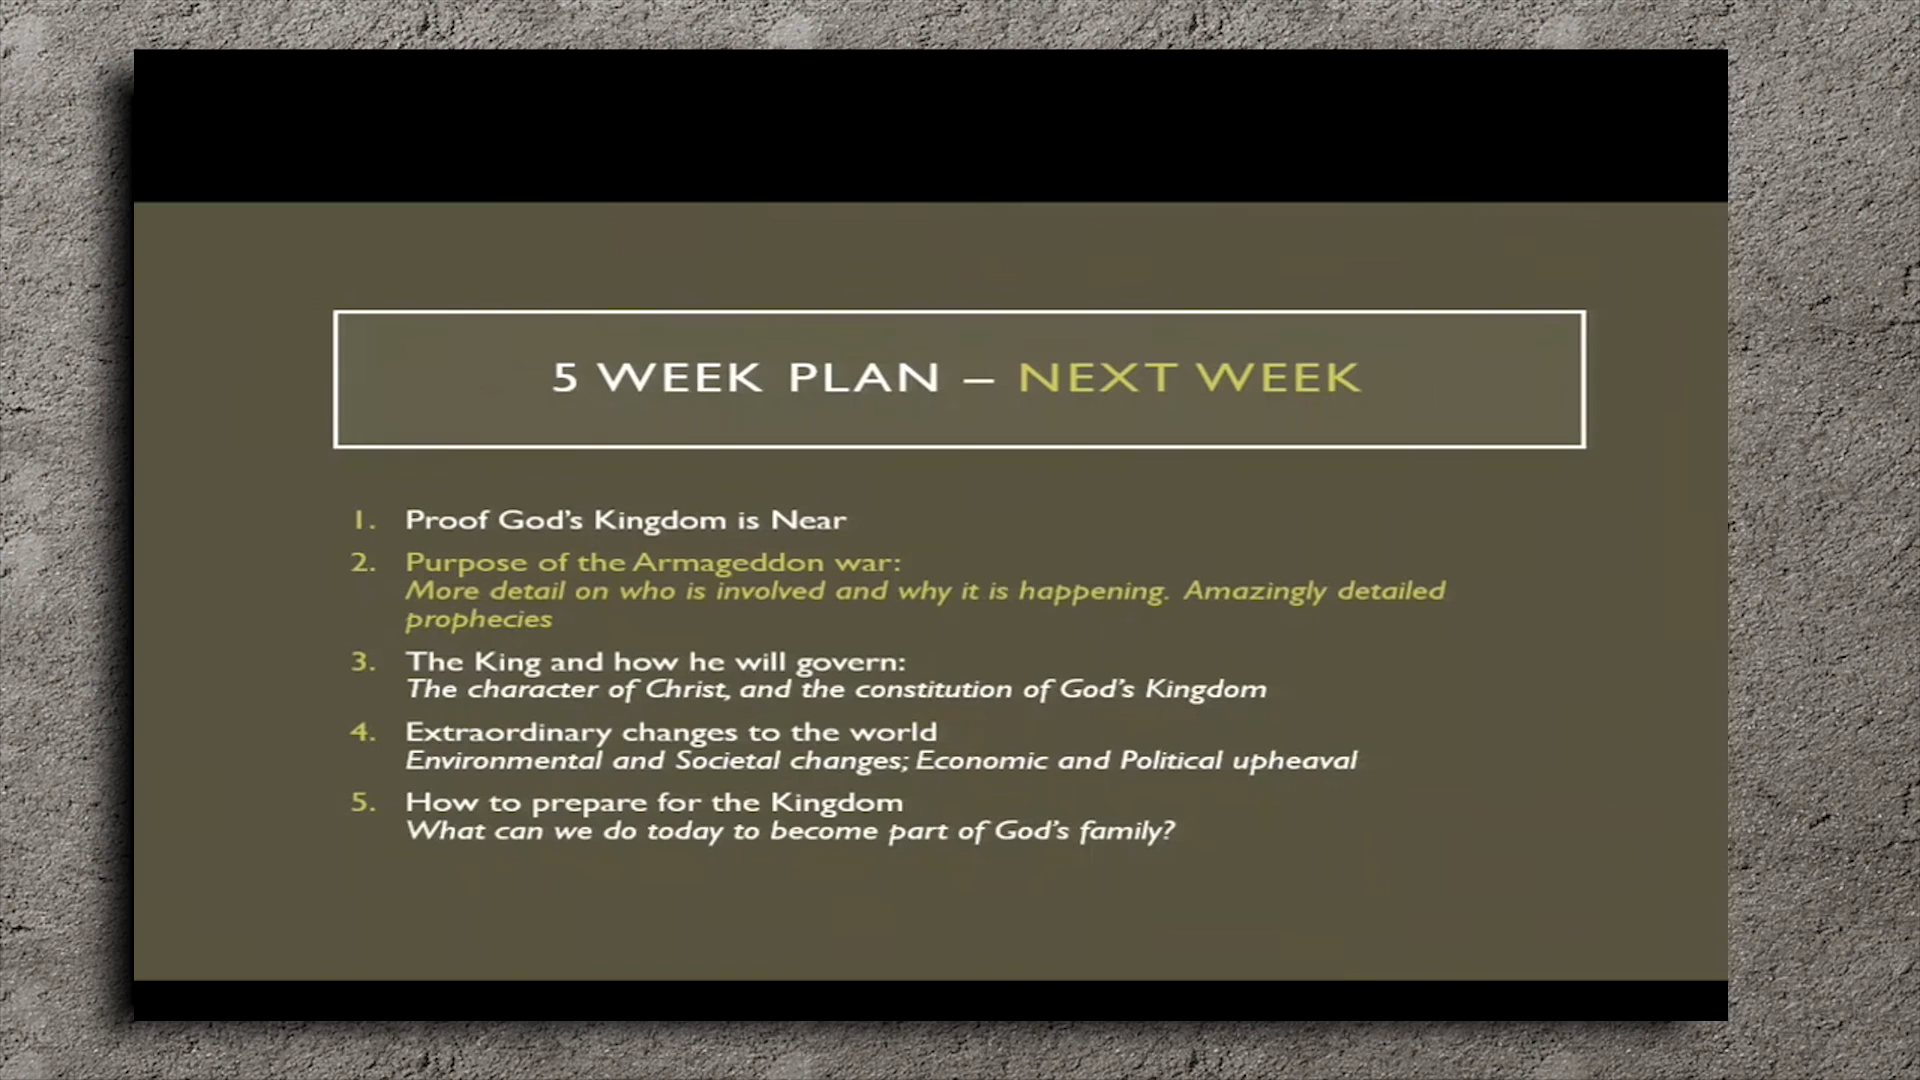 5 WEEK PLAN – NEXT WEEK
1. Proof God's Kingdom is Near
2. Purpose of the Armageddon war:
More detail on who is involved and why it is happening. Amazingly detailed
prophecies
3. The King and how he will govern:
The character of Christ, and the constitution of God's Kingdom
4. Extraordinary changes to the world
Environmental and Societal changes; Economic and Political upheaval
5. How to prepare for the Kingdom
What can we do today to become part of God's family?